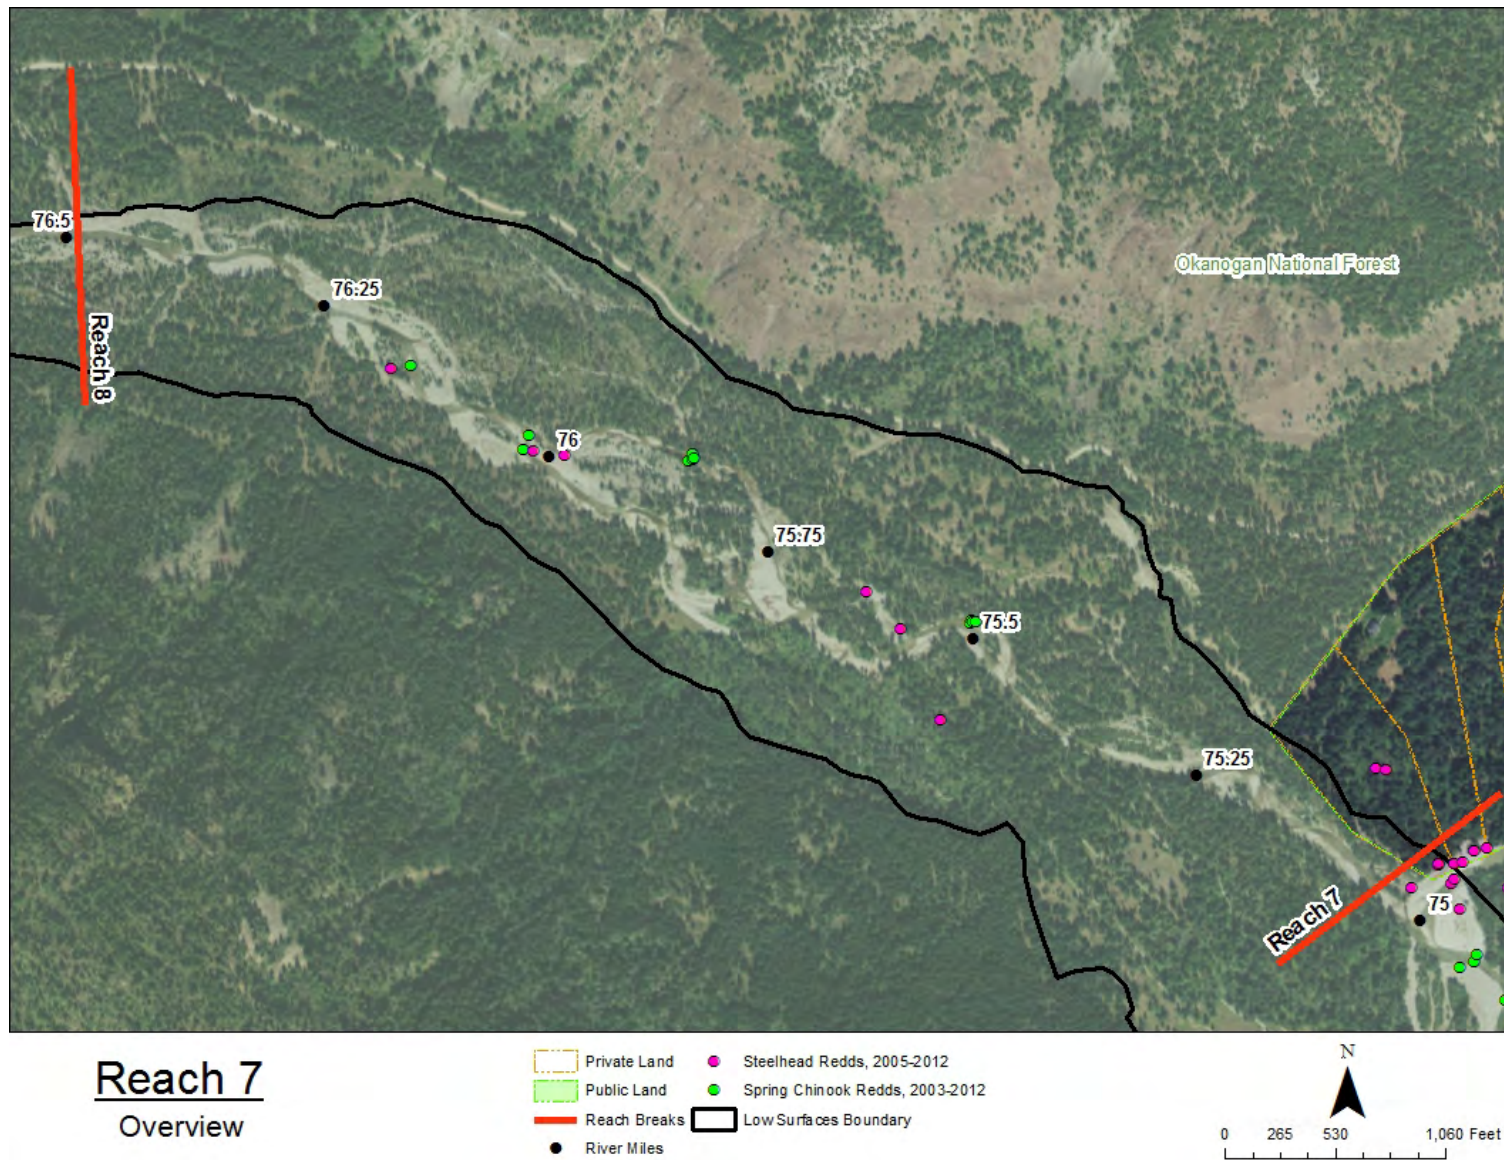 76.5
76.25
Okanogan National Forest
Reach 8
76
75.75
75.5
75.25
75
Reach 7
Reach 7
Overview
Private Land
Public Land
Reach Breaks
River Miles
Steelhead Redds, 2005-2012
Spring Chinook Redds, 2003-2012
Low Surfaces Boundary
N
0 265 530 1,060 Feet